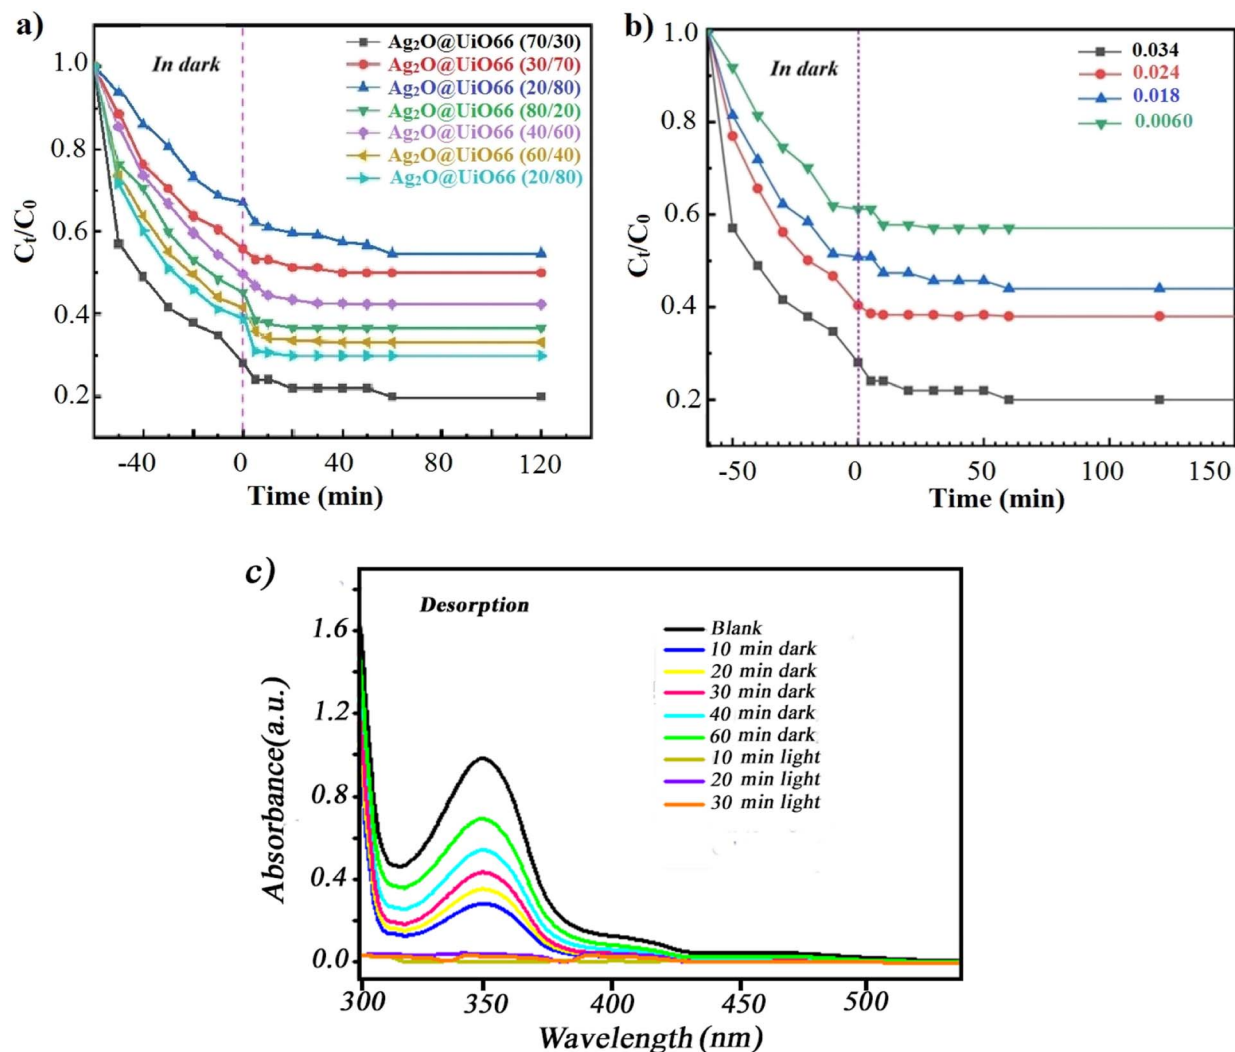 a)
In dark
Ag₂O@UiO66 (70/30)
Ag₂O@UiO66 (30/70)
Ag₂O@UiO66 (20/80)
Ag₂O@UiO66 (80/20)
Ag₂O@UiO66 (40/60)
Ag₂O@UiO66 (60/40)
Ag₂O@UiO66 (20/80)
1.0
0.8
0.6
0.4
0.2
Cₜ/C₀
-40 0 40 80 120
Time (min)
b)
In dark
0.034
0.024
0.018
0.0060
1.0
0.8
0.6
0.4
0.2
Cₜ/C₀
-50 0 50 100 150
Time (min)
c)
Desorption
Blank
10 min dark
20 min dark
30 min dark
40 min dark
60 min dark
10 min light
20 min light
30 min light
1.6
1.2
0.8
0.4
0.0
Absorbance(a.u.)
300 350 400 450 500
Wavelength (nm)